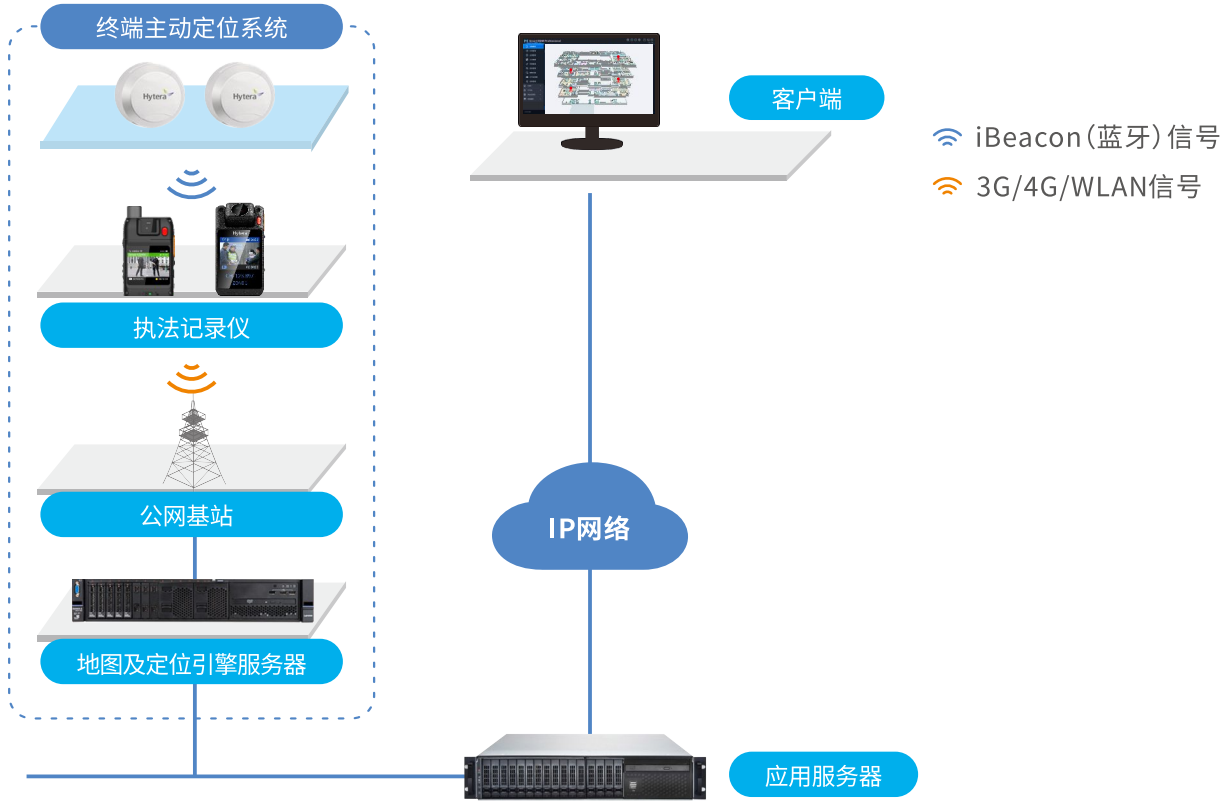 终端主动定位系统
Hytera
Hytera
执法记录仪
Hytera
公网基站
地图及定位引擎服务器
客户端
IP网络
应用服务器
iBeacon（蓝牙）信号
3G/4G/WLAN信号